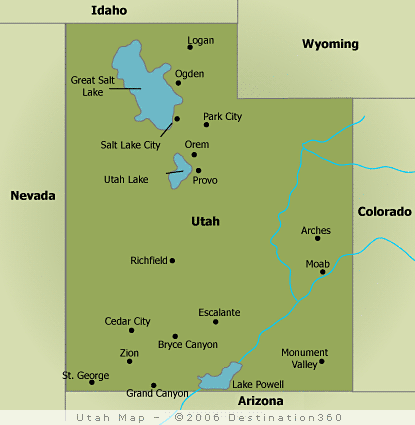 Idaho
Wyoming
Logan
Ogden
Great Salt
Lake
Park City
Salt Lake City
Orem
Utah Lake
Provo
Nevada
Colorado
Utah
Arches
Richfield
Moab
Escalante
Cedar City
Bryce Canyon
Zion
Monument
Valley
St. George
Lake Powell
Grand Canyon
Arizona
Utah Map – ©2006 Destination360